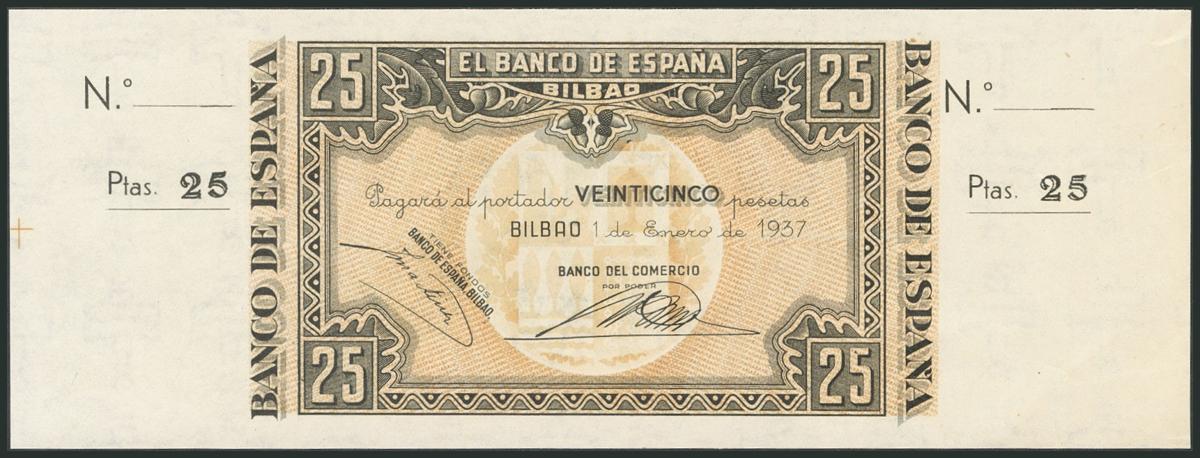 N.º
Ptas. 25
BANCO DE ESPAÑA
25
EL BANCO DE ESPAÑA
BILBAO
25
Pagará al portador VEINTICINCO pesetas
BILBAO 1 de Enero de 1937
TIENE FONDOS
BANCO DE ESPAÑA, BILBAO
BANCO DEL COMERCIO
POR PODER
25
25
BANCO DE ESPAÑA
N.º
Ptas. 25